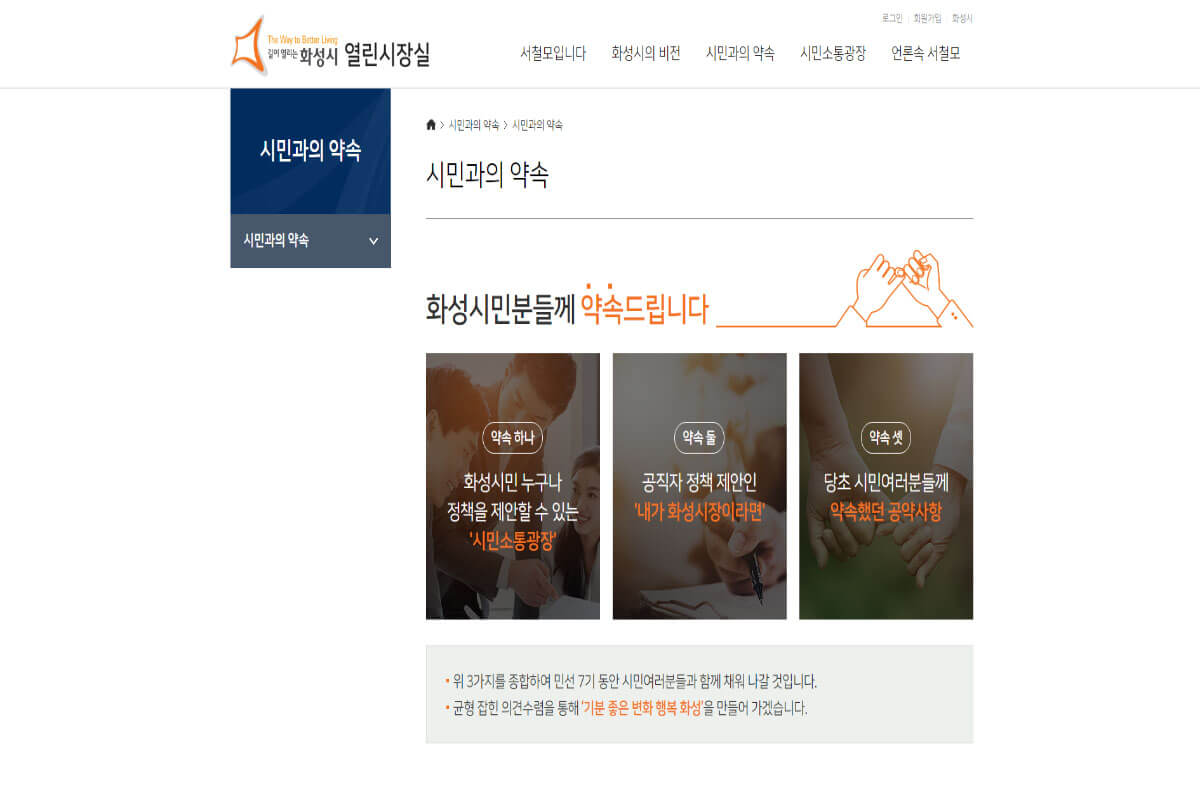 로그인 회원가입 화성시
The Way to Better Living
길이 열리는 화성시 열린시장실
서철모입니다 화성시의 비전 시민과의 약속 시민소통광장 언론속 서철모
시민과의 약속
시민과의 약속
시민과의 약속 > 시민과의 약속
시민과의 약속
화성시민분들께 약속드립니다
약속 하나
화성시민 누구나
정책을 제안할 수 있는
'시민소통광장'
약속 둘
공직자 정책 제안인
'내가 화성시장이라면'
약속 셋
당초 시민여러분들께
약속했던 공약사항
위 3가지를 종합하여 민선 7기 동안 시민여러분들과 함께 채워 나갈 것입니다.
균형 잡힌 의견수렴을 통해 '기분 좋은 변화 행복 화성'을 만들어 가겠습니다.